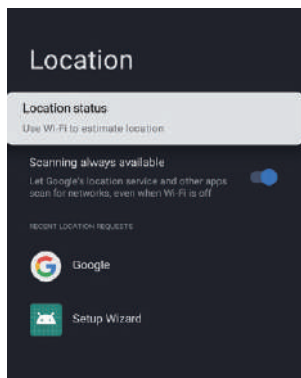 Location
Location status
Use Wi-Fi to estimate location
Scanning always available
Let Google's location service and other apps
scan for networks, even when Wi-Fi is off
RECENT LOCATION REQUESTS
Google
Setup Wizard